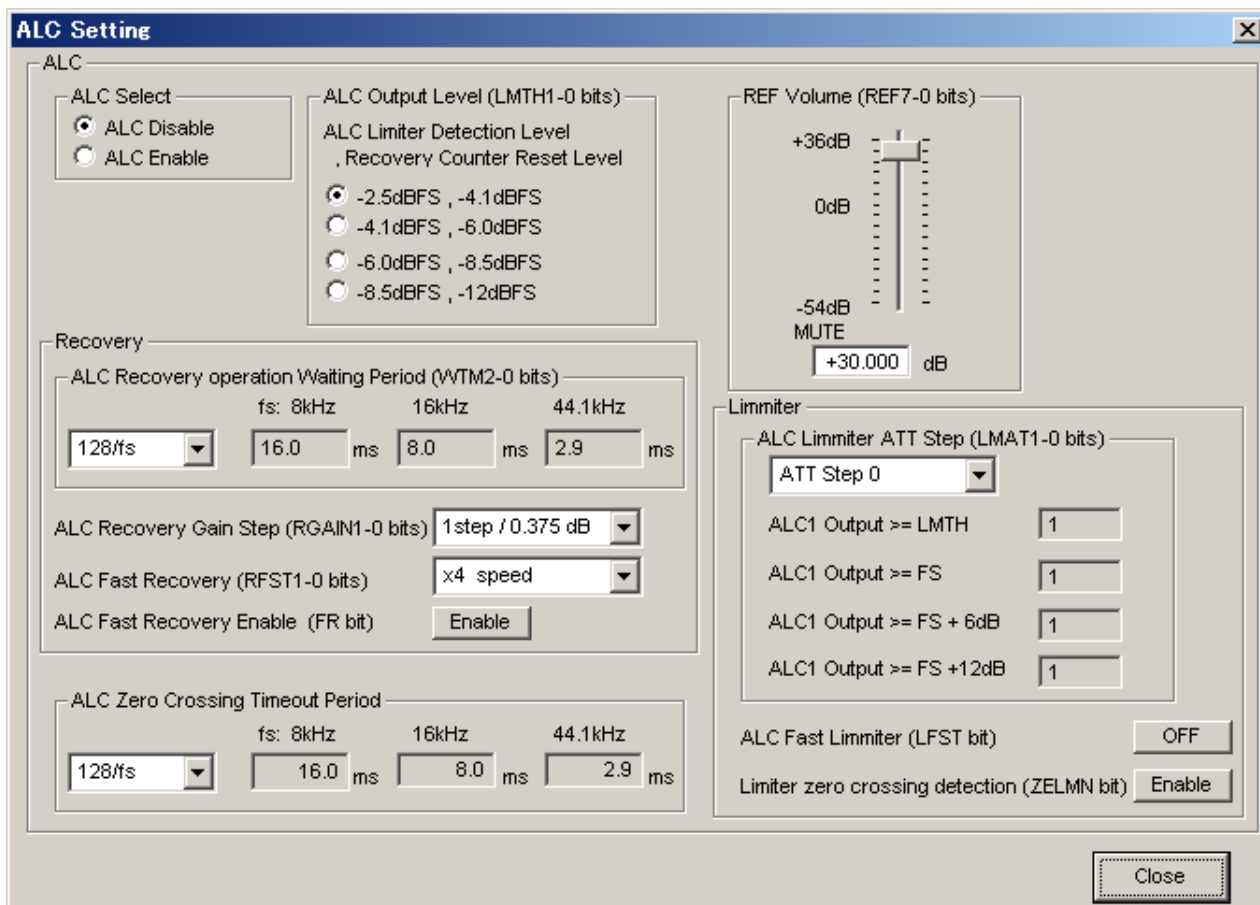 ALC Setting
ALC
ALC Select
ALC Disable
ALC Enable
ALC Output Level (LMTH1-0 bits)
ALC Limiter Detection Level
, Recovery Counter Reset Level
-2.5dBFS , -4.1dBFS
-4.1dBFS , -6.0dBFS
-6.0dBFS , -8.5dBFS
-8.5dBFS , -12dBFS
REF Volume (REF7-0 bits)
+36dB
0dB
-54dB
MUTE
+30.000 dB
Recovery
ALC Recovery operation Waiting Period (WTM2-0 bits)
fs: 8kHz 16kHz 44.1kHz
128/fs 16.0 ms 8.0 ms 2.9 ms
ALC Recovery Gain Step (RGAIN1-0 bits) 1step / 0.375 dB
ALC Fast Recovery (RFST1-0 bits) x4 speed
ALC Fast Recovery Enable (FR bit) Enable
ALC Zero Crossing Timeout Period
fs: 8kHz 16kHz 44.1kHz
128/fs 16.0 ms 8.0 ms 2.9 ms
Limmiter
ALC Limmiter ATT Step (LMAT1-0 bits)
ATT Step 0
ALC1 Output >= LMTH 1
ALC1 Output >= FS 1
ALC1 Output >= FS + 6dB 1
ALC1 Output >= FS +12dB 1
ALC Fast Limmiter (LFST bit) OFF
Limiter zero crossing detection (ZELMN bit) Enable
Close